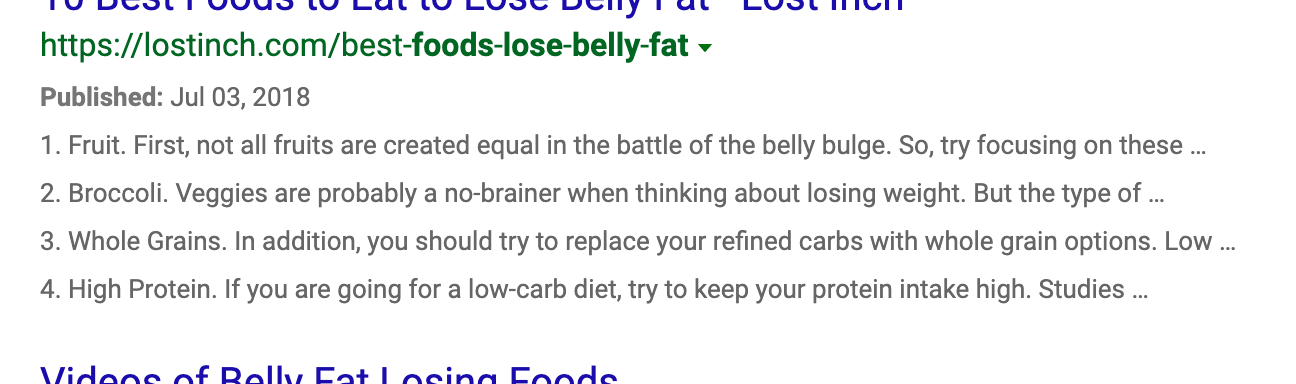 10 Best Foods to Eat to Lose Belly Fat - Lost Inch
https://lostinch.com/best-foods-lose-belly-fat
Published: Jul 03, 2018
1. Fruit. First, not all fruits are created equal in the battle of the belly bulge. So, try focusing on these ...
2. Broccoli. Veggies are probably a no-brainer when thinking about losing weight. But the type of ...
3. Whole Grains. In addition, you should try to replace your refined carbs with whole grain options. Low ...
4. High Protein. If you are going for a low-carb diet, try to keep your protein intake high. Studies ...
Videos of Belly Fat Losing Foods